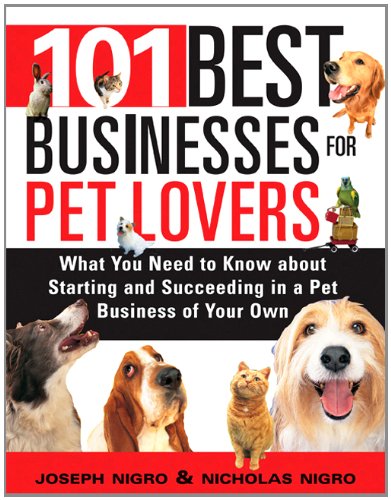 101 BEST
BUSINESSES FOR
PET LOVERS
What You Need to Know about
Starting and Succeeding in a Pet
Business of Your Own
JOSEPH NIGRO & NICHOLAS NIGRO